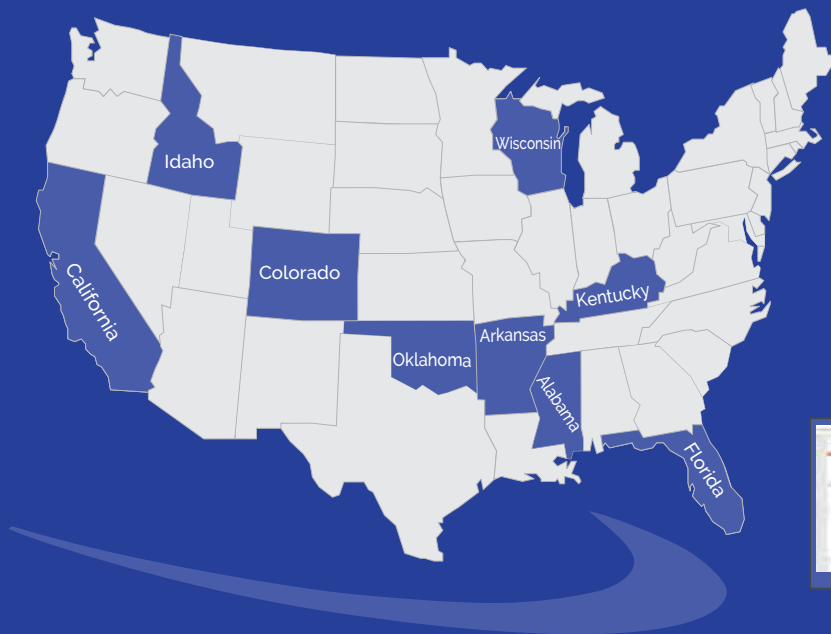 Wisconsin
Idaho
Colorado
California
Kentucky
Arkansas
Oklahoma
Alabama
Florida